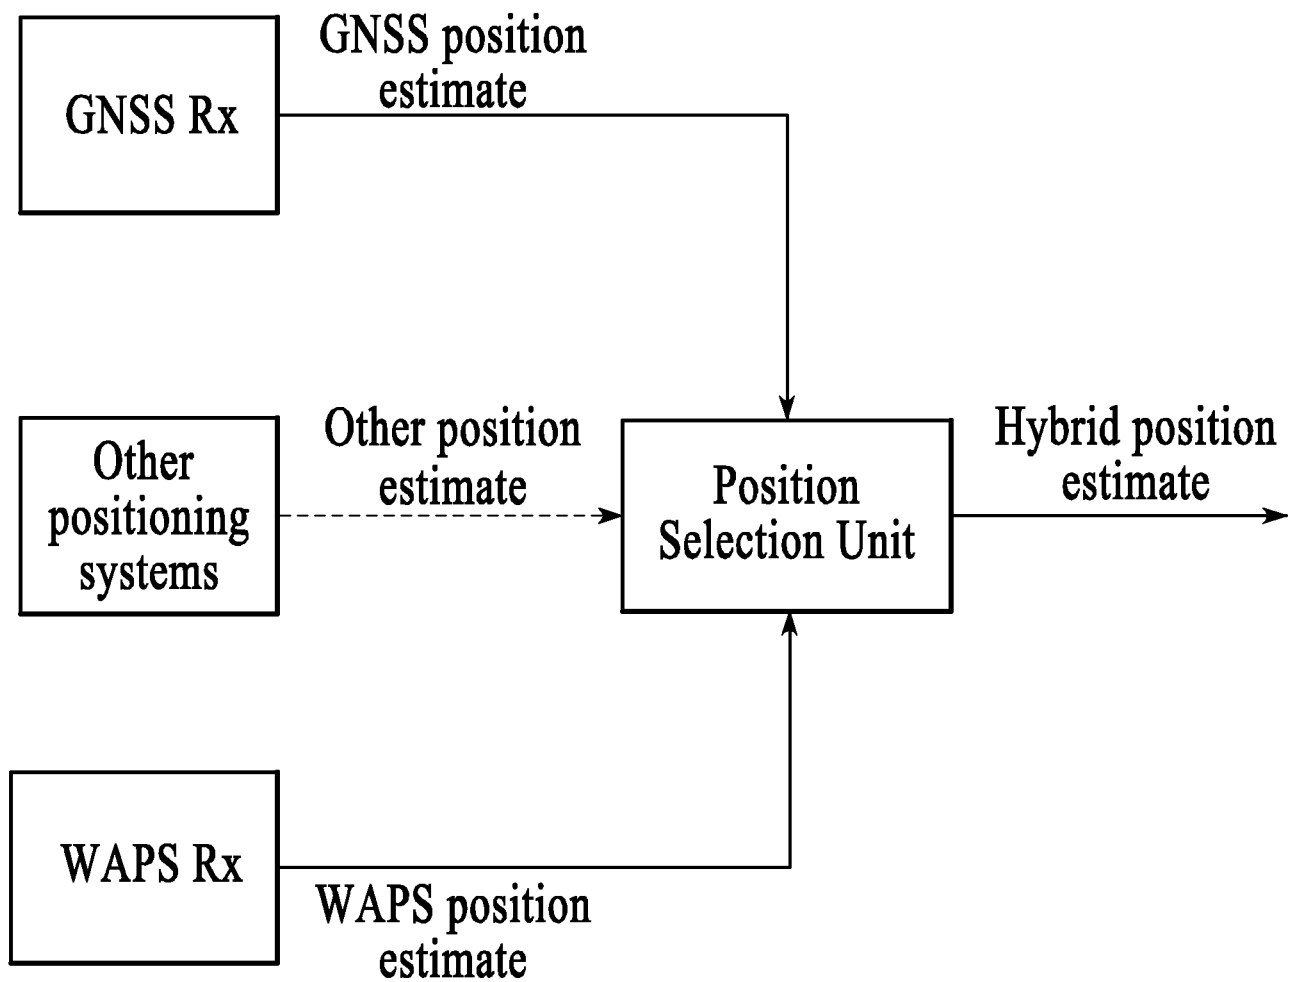 GNSS Rx
GNSS position
estimate
Other
positioning
systems
Other position
estimate
Position
Selection Unit
Hybrid position
estimate
WAPS Rx
WAPS position
estimate